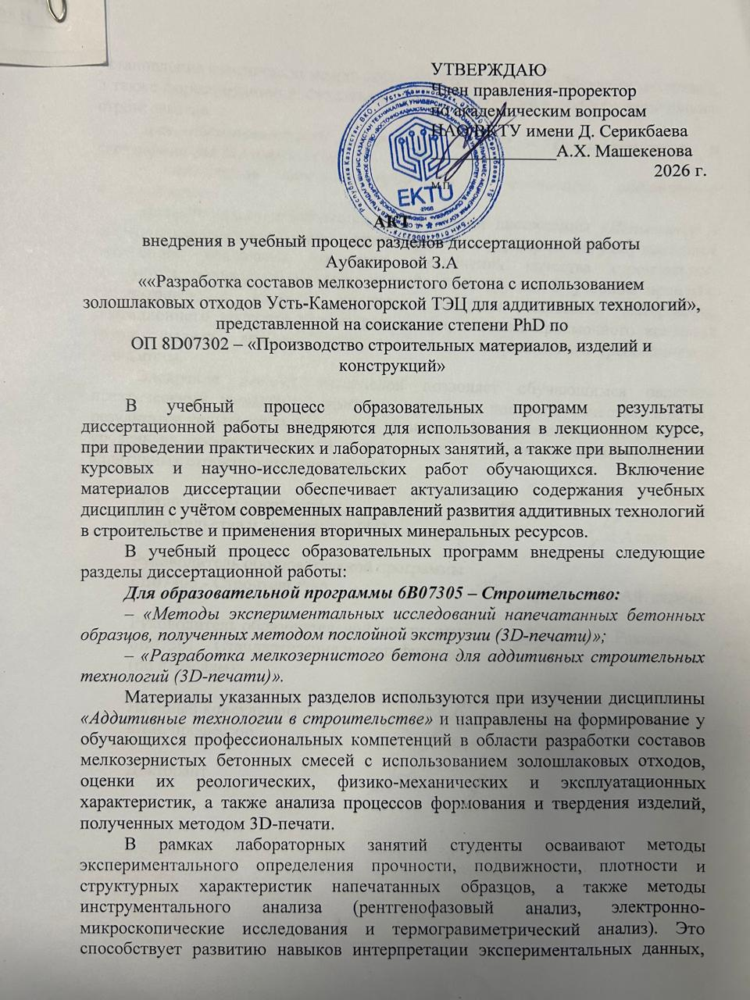 УТВЕРЖДАЮ
Член правления-проректор
по академическим вопросам
НАО ВКТУ имени Д. Серикбаева
А.Х. Машекенова
2026 г.
М.П.
EKTU
1958
АКТ
внедрения в учебный процесс разделов диссертационной работы
Аубакировой З.А
««Разработка составов мелкозернистого бетона с использованием
золошлаковых отходов Усть-Каменогорской ТЭЦ для аддитивных технологий»,
представленной на соискание степени PhD по
ОП 8D07302 – «Производство строительных материалов, изделий и
конструкций»
В учебный процесс образовательных программ результаты
диссертационной работы внедряются для использования в лекционном курсе,
при проведении практических и лабораторных занятий, а также при выполнении
курсовых и научно-исследовательских работ обучающихся. Включение
материалов диссертации обеспечивает актуализацию содержания учебных
дисциплин с учётом современных направлений развития аддитивных технологий
в строительстве и применения вторичных минеральных ресурсов.
В учебный процесс образовательных программ внедрены следующие
разделы диссертационной работы:
Для образовательной программы 6В07305 – Строительство:
– «Методы экспериментальных исследований напечатанных бетонных
образцов, полученных методом послойной экструзии (3D-печати)»;
– «Разработка мелкозернистого бетона для аддитивных строительных
технологий (3D-печати)».
Материалы указанных разделов используются при изучении дисциплины
«Аддитивные технологии в строительстве» и направлены на формирование у
обучающихся профессиональных компетенций в области разработки составов
мелкозернистых бетонных смесей с использованием золошлаковых отходов,
оценки их реологических, физико-механических и эксплуатационных
характеристик, а также анализа процессов формования и твердения изделий,
полученных методом 3D-печати.
В рамках лабораторных занятий студенты осваивают методы
экспериментального определения прочности, подвижности, плотности и
структурных характеристик напечатанных образцов, а также методы
инструментального анализа (рентгенофазовый анализ, электронно-
микроскопические исследования и термогравиметрический анализ). Это
способствует развитию навыков интерпретации экспериментальных данных,